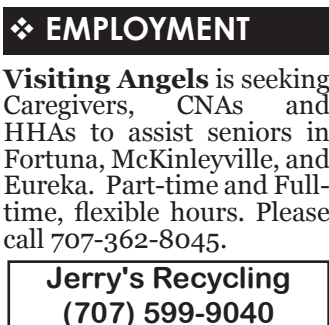 ❖ EMPLOYMENT
Visiting Angels is seeking
Caregivers, CNAs and
HHAs to assist seniors in
Fortuna, McKinleyville, and
Eureka. Part-time and Full-
time, flexible hours. Please
call 707-362-8045.
Jerry's Recycling
(707) 599-9040